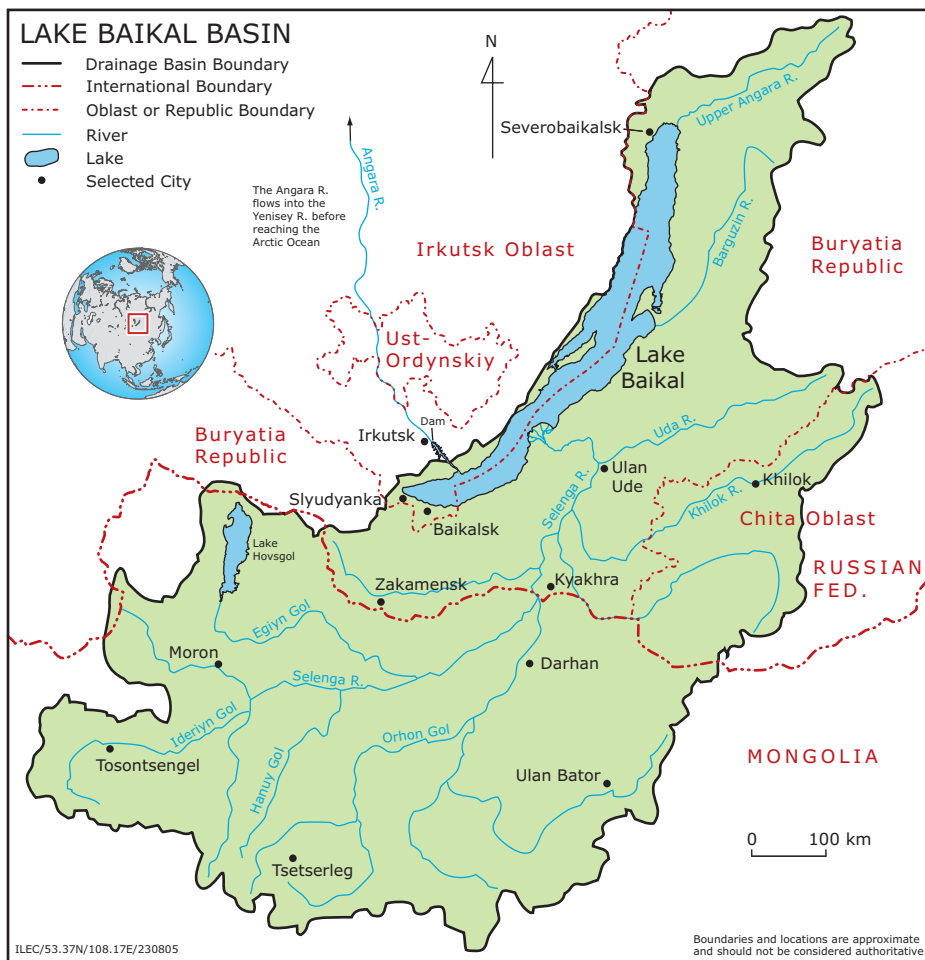 LAKE BAIKAL BASIN
Drainage Basin Boundary
International Boundary
Oblast or Republic Boundary
River
Lake
Selected City
N
Angara R.
The Angara R.
flows into the
Yenisey R. before
reaching the
Arctic Ocean
Severobaikalsk
Upper Angara R.
Barguzin R.
Irkutsk Oblast
Buryatia
Republic
Ust-
Ordynskiy
Lake
Baikal
Dam
Irkutsk
Buryatia
Republic
Uda R.
Ulan
Ude
Slyudyanka
Baikalsk
Selenga R.
Khilok
Khilok R.
Chita Oblast
Lake
Hovsgol
Zakamensk
Kyakhra
RUSSIAN
FED.
Egiyn Gol
Moron
Selenga R.
Darhan
Ideriyn Gol
Orhon Gol
Hanuy Gol
Tosontsengel
Ulan Bator
MONGOLIA
0 100 km
Tsetserleg
ILEC/53.37N/108.17E/230805
Boundaries and locations are approximate
and should not be considered authoritative.